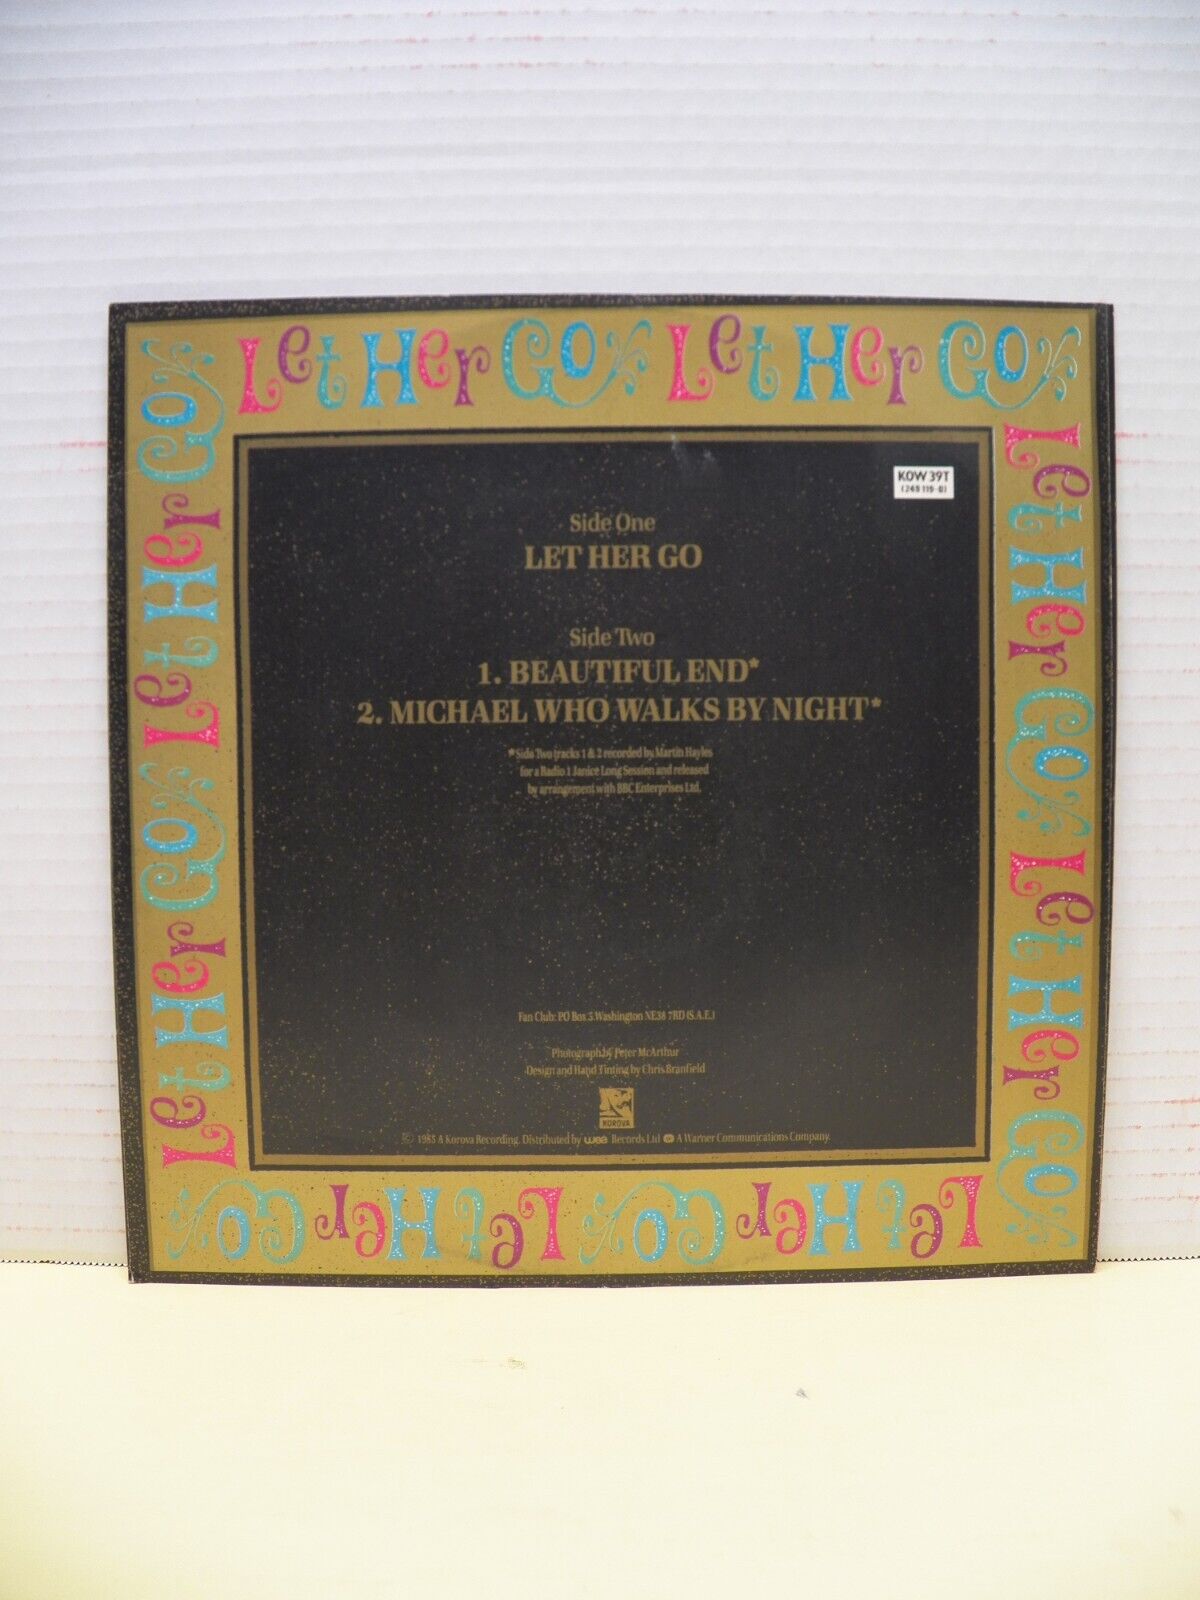 Let Her Go Let Her Go
Let Her Go Let Her Go
Let Her Go Let Her Go
Let Her Go Let Her Go
KOW 39T
(248 119-0)
Side One
LET HER GO
Side Two
1. BEAUTIFUL END*
2. MICHAEL WHO WALKS BY NIGHT*
*Side Two tracks 1 & 2 recorded by Martin Hayles
for a Radio 1 Janice Long Session and released
by arrangement with BBC Enterprises Ltd.
Fan Club: PO Box 3. Washington NE38 7RD (S.A.E.)
Photograph by Peter McArthur
Design and Hand Tinting by Chris Branfield
KOROVA
℗ © 1985 A Korova Recording. Distributed by wea Records Ltd. A Warner Communications Company.